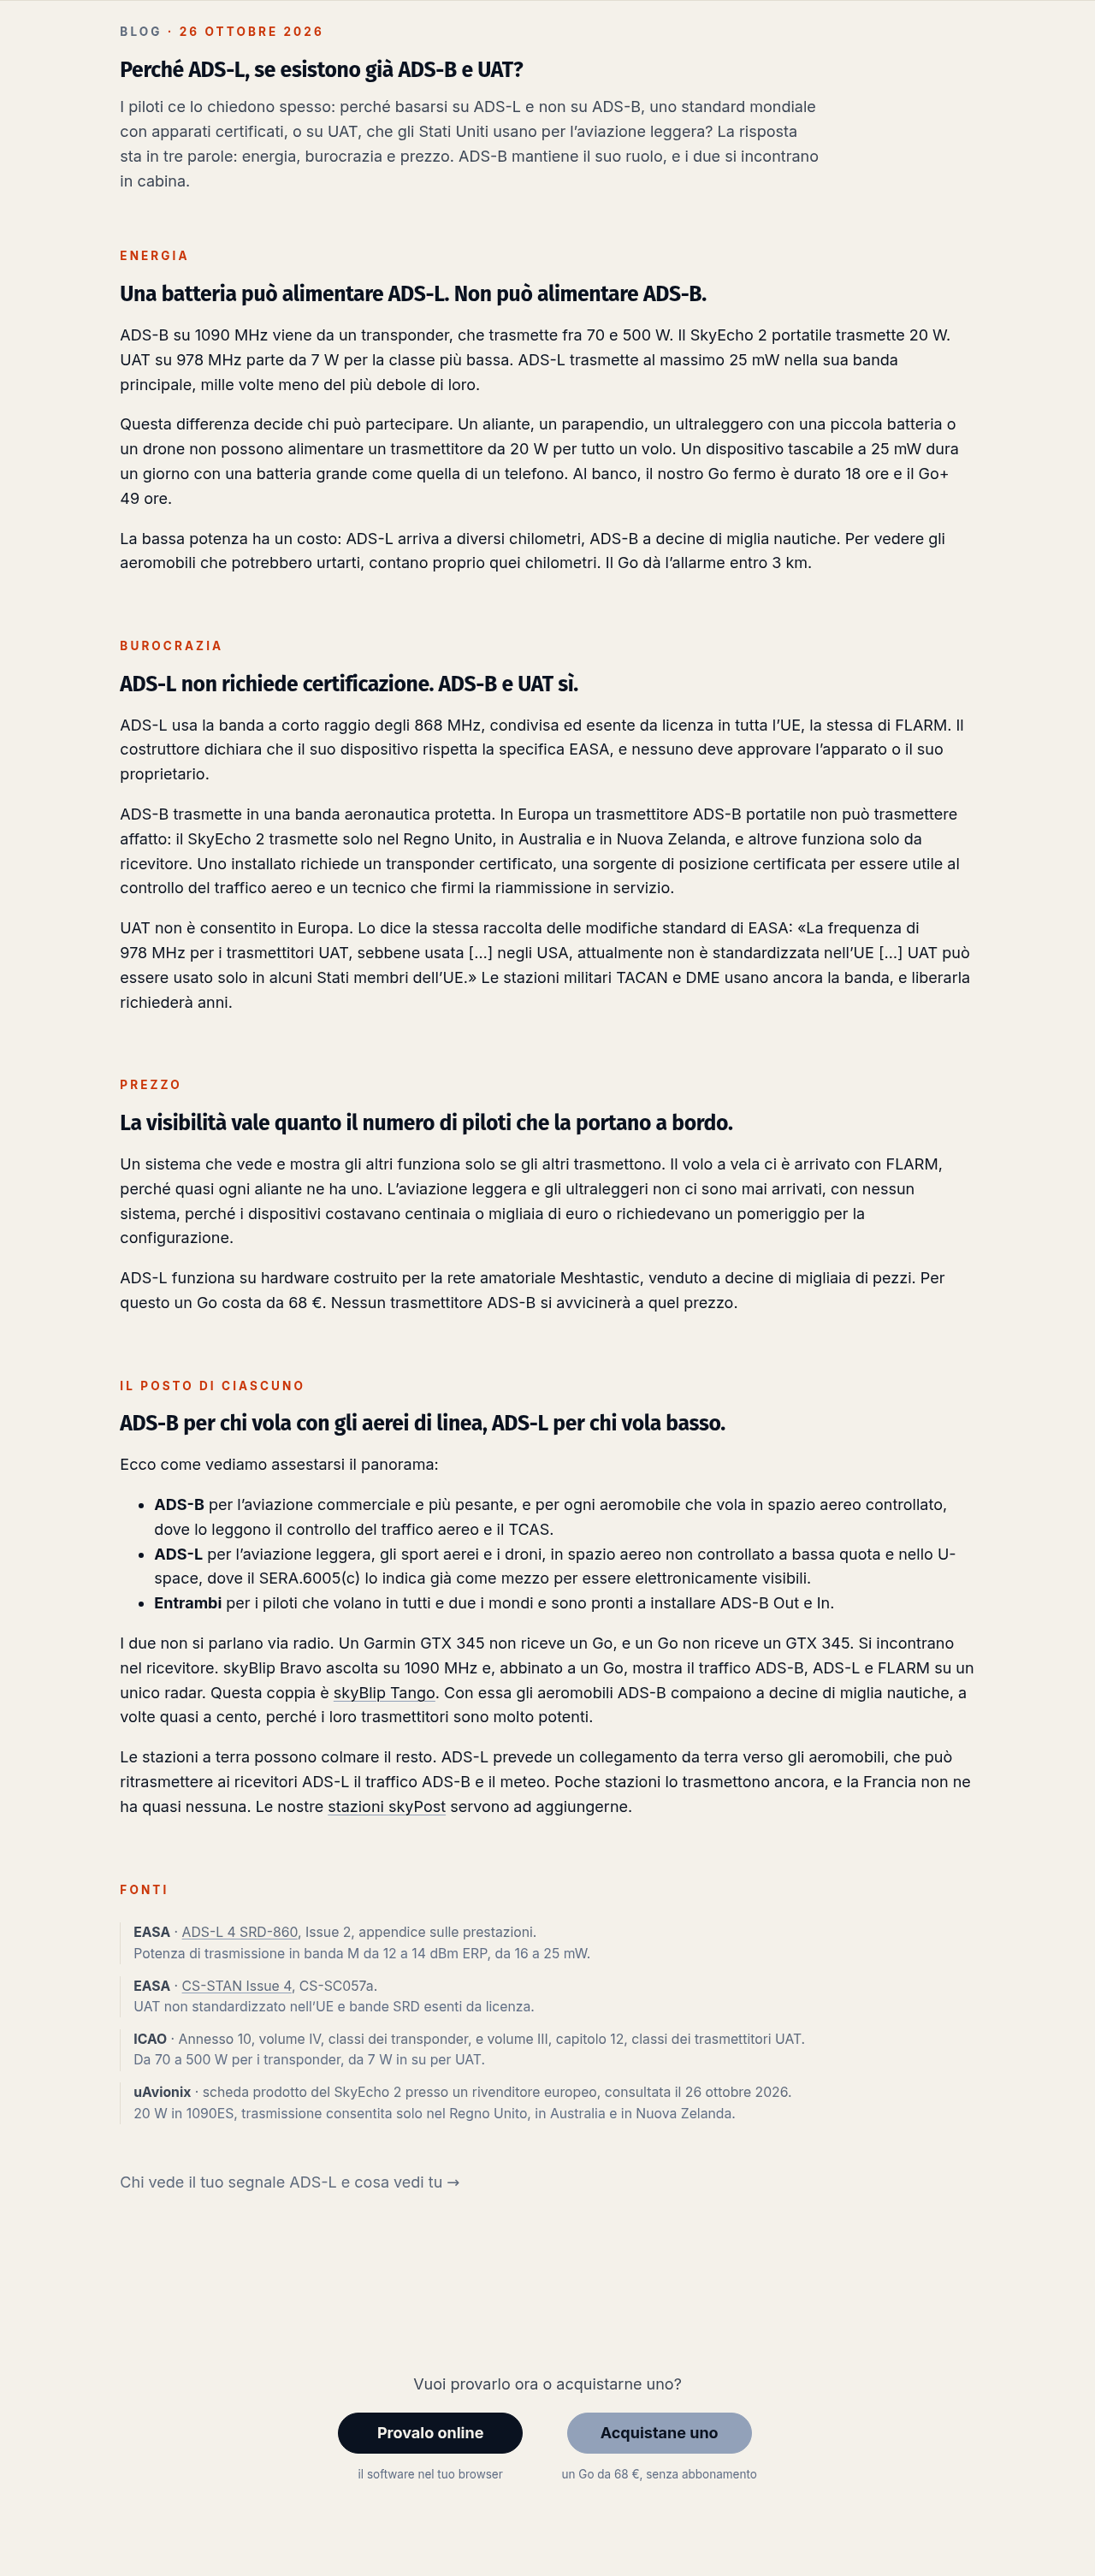 BLOG · 26 OTTOBRE 2026
Perché ADS-L, se esistono già ADS-B e UAT?
I piloti ce lo chiedono spesso: perché basarsi su ADS-L e non su ADS-B, uno standard mondiale
con apparati certificati, o su UAT, che gli Stati Uniti usano per l’aviazione leggera? La risposta
sta in tre parole: energia, burocrazia e prezzo. ADS-B mantiene il suo ruolo, e i due si incontrano
in cabina.
ENERGIA
Una batteria può alimentare ADS-L. Non può alimentare ADS-B.
ADS-B su 1090 MHz viene da un transponder, che trasmette fra 70 e 500 W. Il SkyEcho 2 portatile trasmette 20 W.
UAT su 978 MHz parte da 7 W per la classe più bassa. ADS-L trasmette al massimo 25 mW nella sua banda
principale, mille volte meno del più debole di loro.
Questa differenza decide chi può partecipare. Un aliante, un parapendio, un ultraleggero con una piccola batteria o
un drone non possono alimentare un trasmettitore da 20 W per tutto un volo. Un dispositivo tascabile a 25 mW dura
un giorno con una batteria grande come quella di un telefono. Al banco, il nostro Go fermo è durato 18 ore e il Go+
49 ore.
La bassa potenza ha un costo: ADS-L arriva a diversi chilometri, ADS-B a decine di miglia nautiche. Per vedere gli
aeromobili che potrebbero urtarti, contano proprio quei chilometri. Il Go dà l’allarme entro 3 km.
BUROCRAZIA
ADS-L non richiede certificazione. ADS-B e UAT sì.
ADS-L usa la banda a corto raggio degli 868 MHz, condivisa ed esente da licenza in tutta l’UE, la stessa di FLARM. Il
costruttore dichiara che il suo dispositivo rispetta la specifica EASA, e nessuno deve approvare l’apparato o il suo
proprietario.
ADS-B trasmette in una banda aeronautica protetta. In Europa un trasmettitore ADS-B portatile non può trasmettere
affatto: il SkyEcho 2 trasmette solo nel Regno Unito, in Australia e in Nuova Zelanda, e altrove funziona solo da
ricevitore. Uno installato richiede un transponder certificato, una sorgente di posizione certificata per essere utile al
controllo del traffico aereo e un tecnico che firmi la riammissione in servizio.
UAT non è consentito in Europa. Lo dice la stessa raccolta delle modifiche standard di EASA: «La frequenza di
978 MHz per i trasmettitori UAT, sebbene usata [...] negli USA, attualmente non è standardizzata nell’UE [...] UAT può
essere usato solo in alcuni Stati membri dell’UE.» Le stazioni militari TACAN e DME usano ancora la banda, e liberarla
richiederà anni.
PREZZO
La visibilità vale quanto il numero di piloti che la portano a bordo.
Un sistema che vede e mostra gli altri funziona solo se gli altri trasmettono. Il volo a vela ci è arrivato con FLARM,
perché quasi ogni aliante ne ha uno. L’aviazione leggera e gli ultraleggeri non ci sono mai arrivati, con nessun
sistema, perché i dispositivi costavano centinaia o migliaia di euro o richiedevano un pomeriggio per la
configurazione.
ADS-L funziona su hardware costruito per la rete amatoriale Meshtastic, venduto a decine di migliaia di pezzi. Per
questo un Go costa da 68 €. Nessun trasmettitore ADS-B si avvicinerà a quel prezzo.
IL POSTO DI CIASCUNO
ADS-B per chi vola con gli aerei di linea, ADS-L per chi vola basso.
Ecco come vediamo assestarsi il panorama:
• ADS-B per l’aviazione commerciale e più pesante, e per ogni aeromobile che vola in spazio aereo controllato,
dove lo leggono il controllo del traffico aereo e il TCAS.
• ADS-L per l’aviazione leggera, gli sport aerei e i droni, in spazio aereo non controllato a bassa quota e nello U-
space, dove il SERA.6005(c) lo indica già come mezzo per essere elettronicamente visibili.
• Entrambi per i piloti che volano in tutti e due i mondi e sono pronti a installare ADS-B Out e In.
I due non si parlano via radio. Un Garmin GTX 345 non riceve un Go, e un Go non riceve un GTX 345. Si incontrano
nel ricevitore. skyBlip Bravo ascolta su 1090 MHz e, abbinato a un Go, mostra il traffico ADS-B, ADS-L e FLARM su un
unico radar. Questa coppia è skyBlip Tango. Con essa gli aeromobili ADS-B compaiono a decine di miglia nautiche, a
volte quasi a cento, perché i loro trasmettitori sono molto potenti.
Le stazioni a terra possono colmare il resto. ADS-L prevede un collegamento da terra verso gli aeromobili, che può
ritrasmettere ai ricevitori ADS-L il traffico ADS-B e il meteo. Poche stazioni lo trasmettono ancora, e la Francia non ne
ha quasi nessuna. Le nostre stazioni skyPost servono ad aggiungerne.
FONTI
EASA · ADS-L 4 SRD-860, Issue 2, appendice sulle prestazioni.
Potenza di trasmissione in banda M da 12 a 14 dBm ERP, da 16 a 25 mW.
EASA · CS-STAN Issue 4, CS-SC057a.
UAT non standardizzato nell’UE e bande SRD esenti da licenza.
ICAO · Annesso 10, volume IV, classi dei transponder, e volume III, capitolo 12, classi dei trasmettitori UAT.
Da 70 a 500 W per i transponder, da 7 W in su per UAT.
uAvionix · scheda prodotto del SkyEcho 2 presso un rivenditore europeo, consultata il 26 ottobre 2026.
20 W in 1090ES, trasmissione consentita solo nel Regno Unito, in Australia e in Nuova Zelanda.
Chi vede il tuo segnale ADS-L e cosa vedi tu →
Vuoi provarlo ora o acquistarne uno?
Provalo online
Acquistane uno
il software nel tuo browser
un Go da 68 €, senza abbonamento